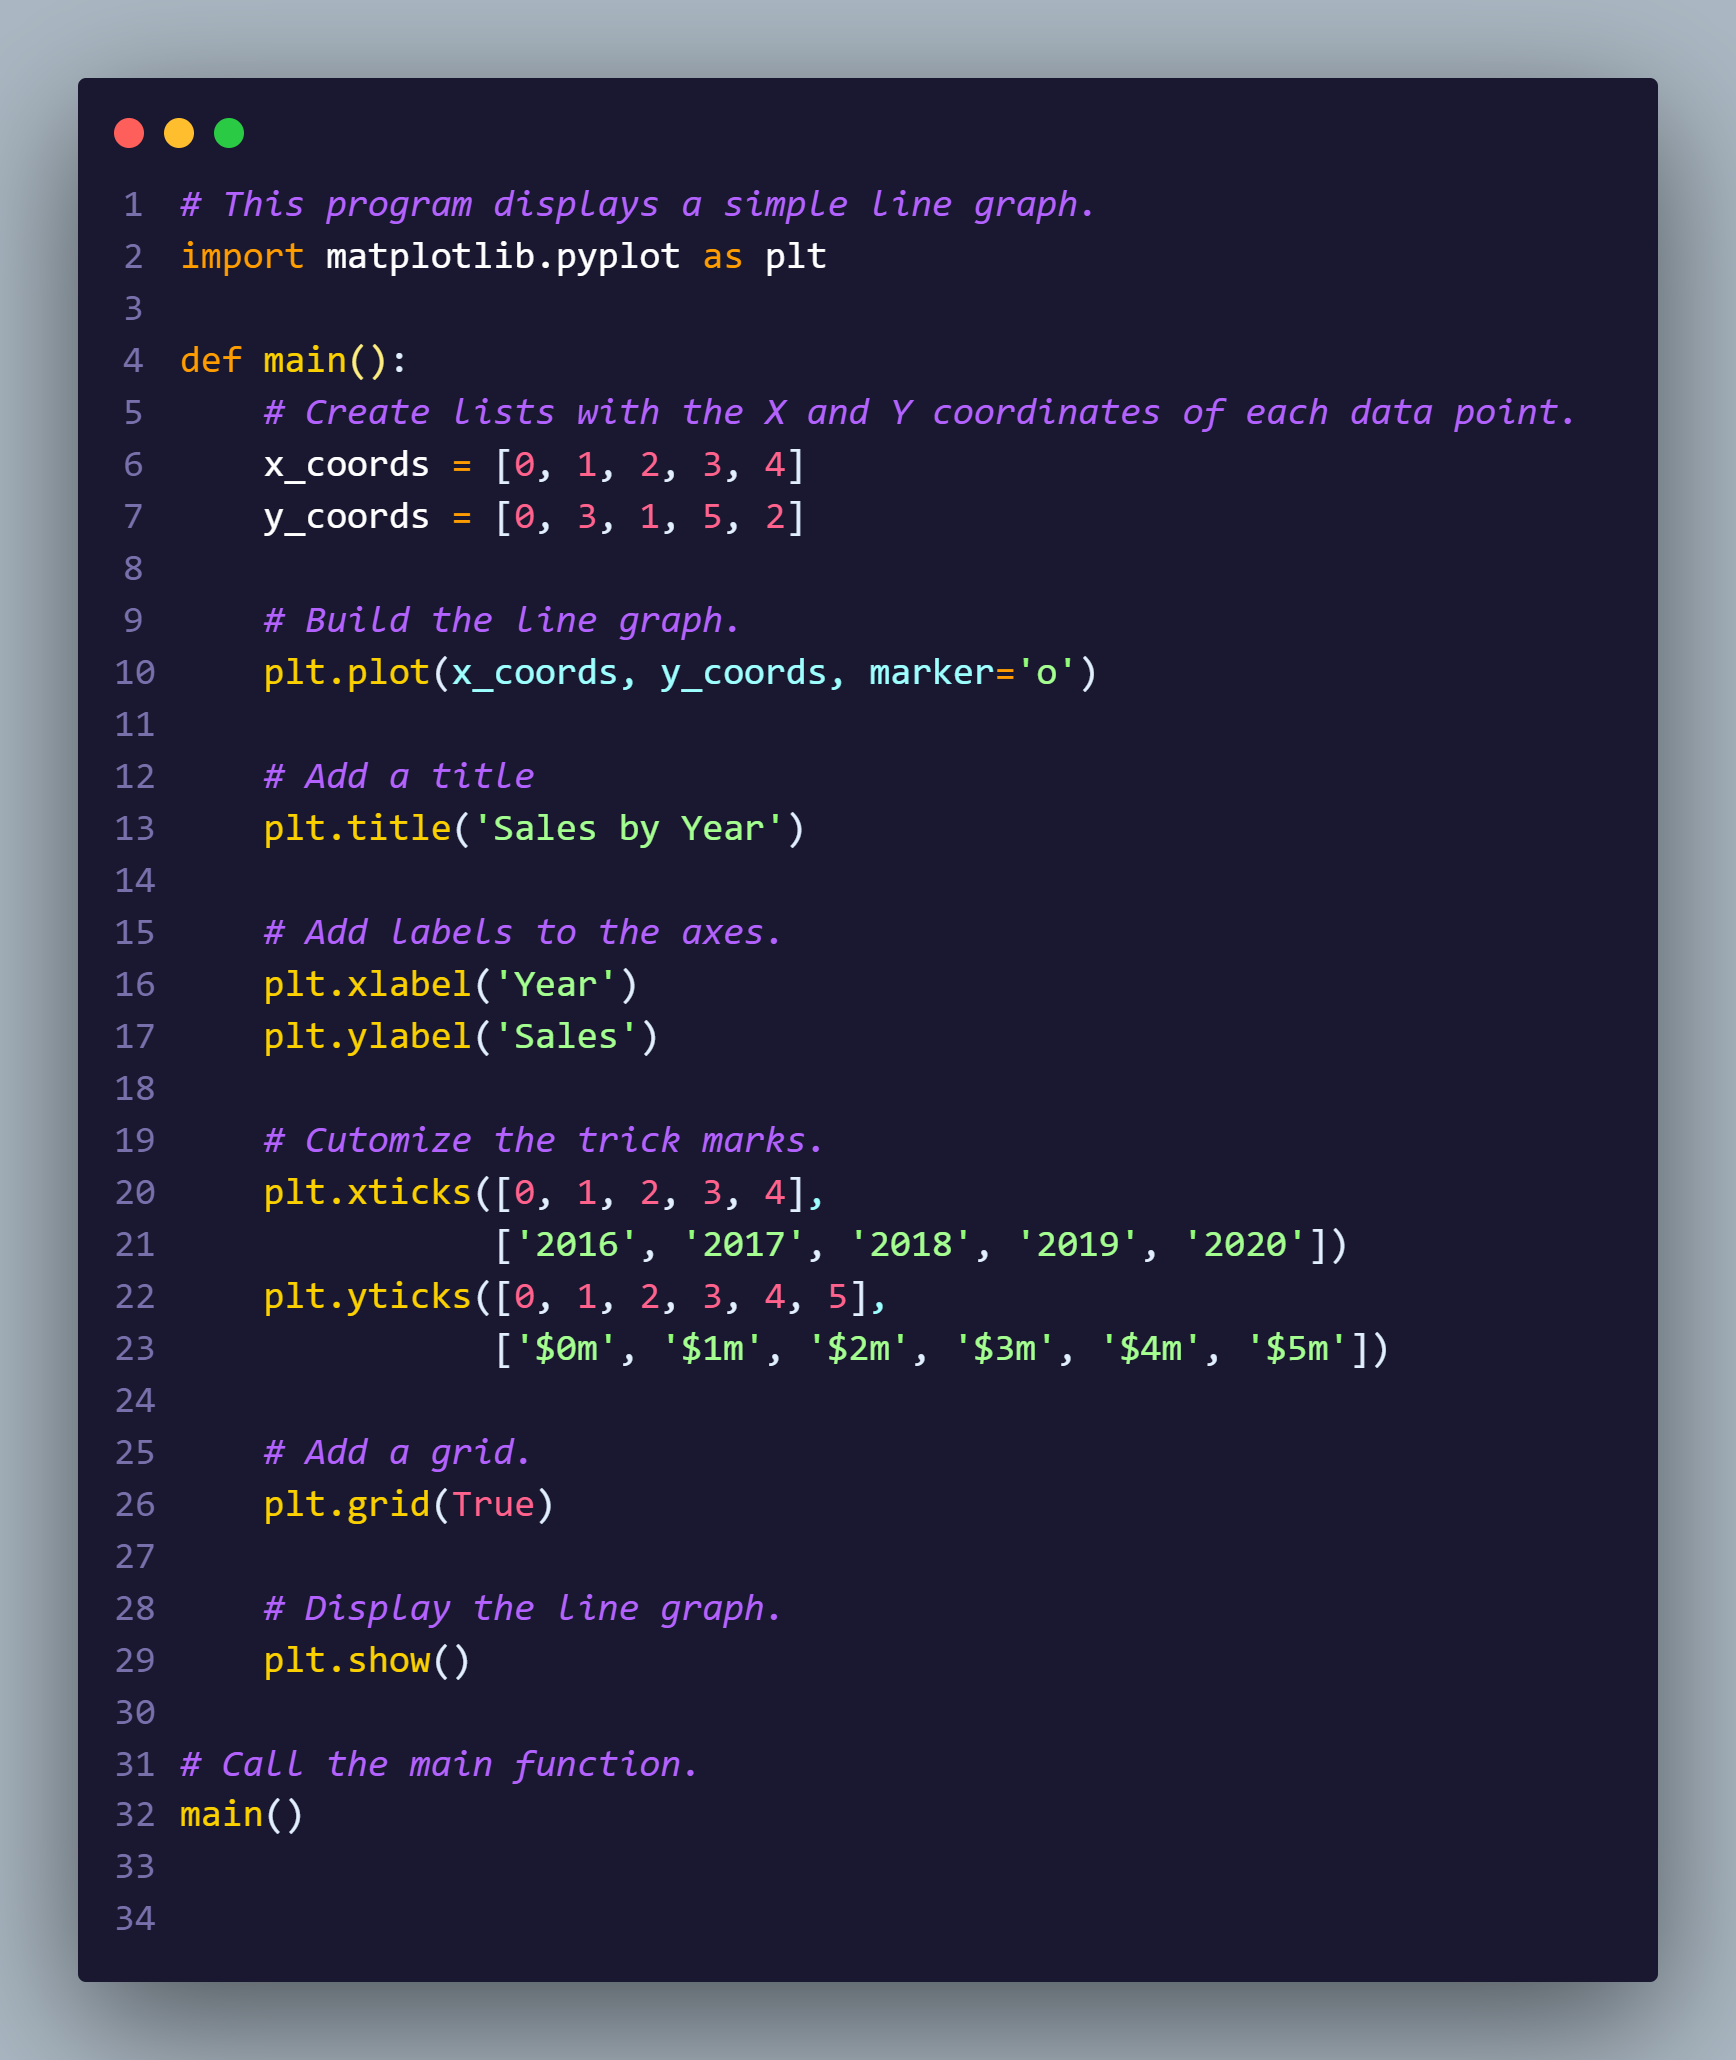 1 # This program displays a simple line graph.
2 import matplotlib.pyplot as plt
3
4 def main():
5     # Create lists with the X and Y coordinates of each data point.
6     x_coords = [0, 1, 2, 3, 4]
7     y_coords = [0, 3, 1, 5, 2]
8
9     # Build the line graph.
10     plt.plot(x_coords, y_coords, marker='o')
11
12     # Add a title
13     plt.title('Sales by Year')
14
15     # Add labels to the axes.
16     plt.xlabel('Year')
17     plt.ylabel('Sales')
18
19     # Cutomize the trick marks.
20     plt.xticks([0, 1, 2, 3, 4],
21                ['2016', '2017', '2018', '2019', '2020'])
22     plt.yticks([0, 1, 2, 3, 4, 5],
23                ['$0m', '$1m', '$2m', '$3m', '$4m', '$5m'])
24
25     # Add a grid.
26     plt.grid(True)
27
28     # Display the line graph.
29     plt.show()
30
31 # Call the main function.
32 main()
33
34